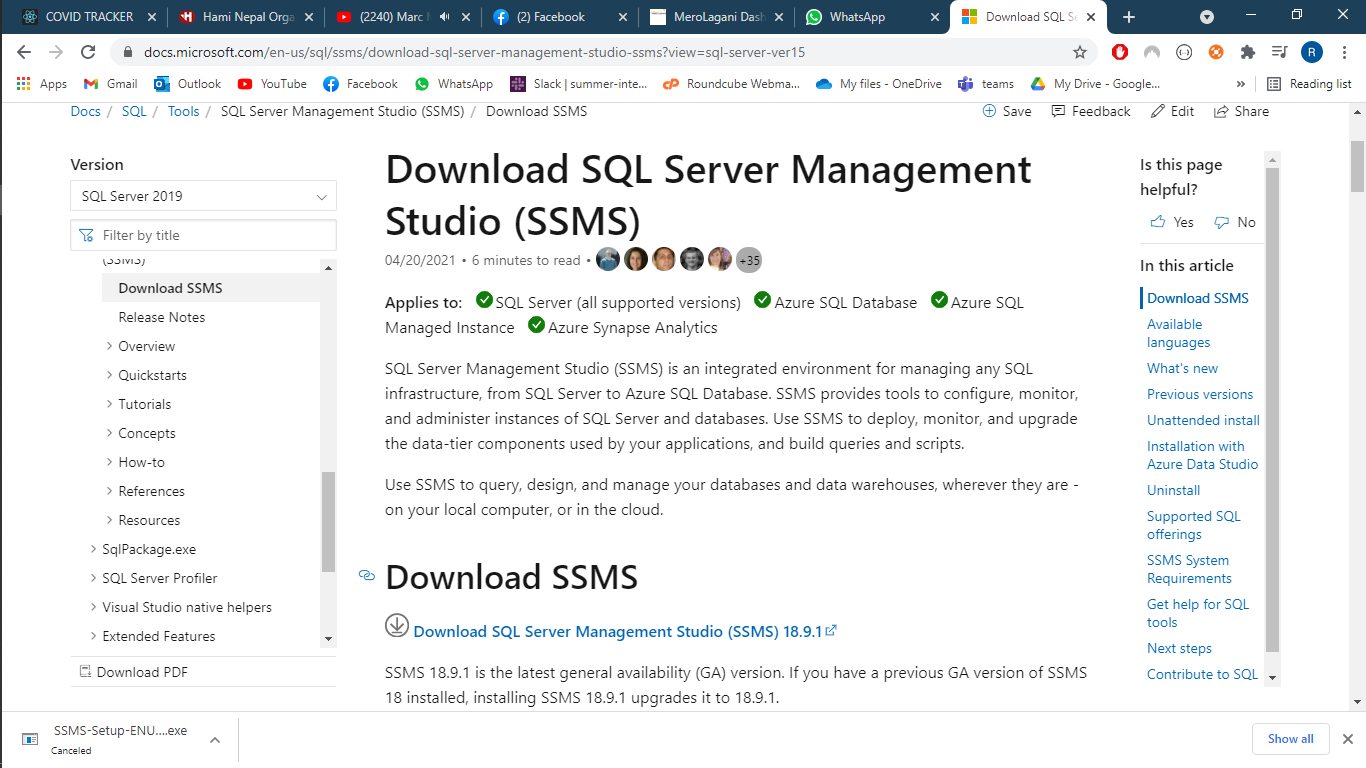 COVID TRACKER
Hami Nepal Orga
(2240) Marc
(2) Facebook
MeroLagani Dash
WhatsApp
Download SQL Se
docs.microsoft.com/en-us/sql/ssms/download-sql-server-management-studio-ssms?view=sql-server-ver15
R
Apps Gmail Outlook YouTube Facebook WhatsApp Slack | summer-inte... Roundcube Webma... My files - OneDrive teams My Drive - Google... » Reading list
Docs / SQL / Tools / SQL Server Management Studio (SSMS) / Download SSMS
Save Feedback Edit Share
Version
SQL Server 2019
Filter by title
(SSMS)
Download SSMS
Release Notes
Overview
Quickstarts
Tutorials
Concepts
How-to
References
Resources
SqlPackage.exe
SQL Server Profiler
Visual Studio native helpers
Extended Features
Download PDF
Download SQL Server Management
Studio (SSMS)
04/20/2021 • 6 minutes to read • +35
Applies to: SQL Server (all supported versions) Azure SQL Database Azure SQL
Managed Instance Azure Synapse Analytics
SQL Server Management Studio (SSMS) is an integrated environment for managing any SQL
infrastructure, from SQL Server to Azure SQL Database. SSMS provides tools to configure, monitor,
and administer instances of SQL Server and databases. Use SSMS to deploy, monitor, and upgrade
the data-tier components used by your applications, and build queries and scripts.
Use SSMS to query, design, and manage your databases and data warehouses, wherever they are -
on your local computer, or in the cloud.
Download SSMS
Download SQL Server Management Studio (SSMS) 18.9.1
SSMS 18.9.1 is the latest general availability (GA) version. If you have a previous GA version of SSMS
18 installed, installing SSMS 18.9.1 upgrades it to 18.9.1.
Is this page
helpful?
Yes No
In this article
Download SSMS
Available
languages
What's new
Previous versions
Unattended install
Installation with
Azure Data Studio
Uninstall
Supported SQL
offerings
SSMS System
Requirements
Get help for SQL
tools
Next steps
Contribute to SQL
SSMS-Setup-ENU....exe
Canceled
Show all